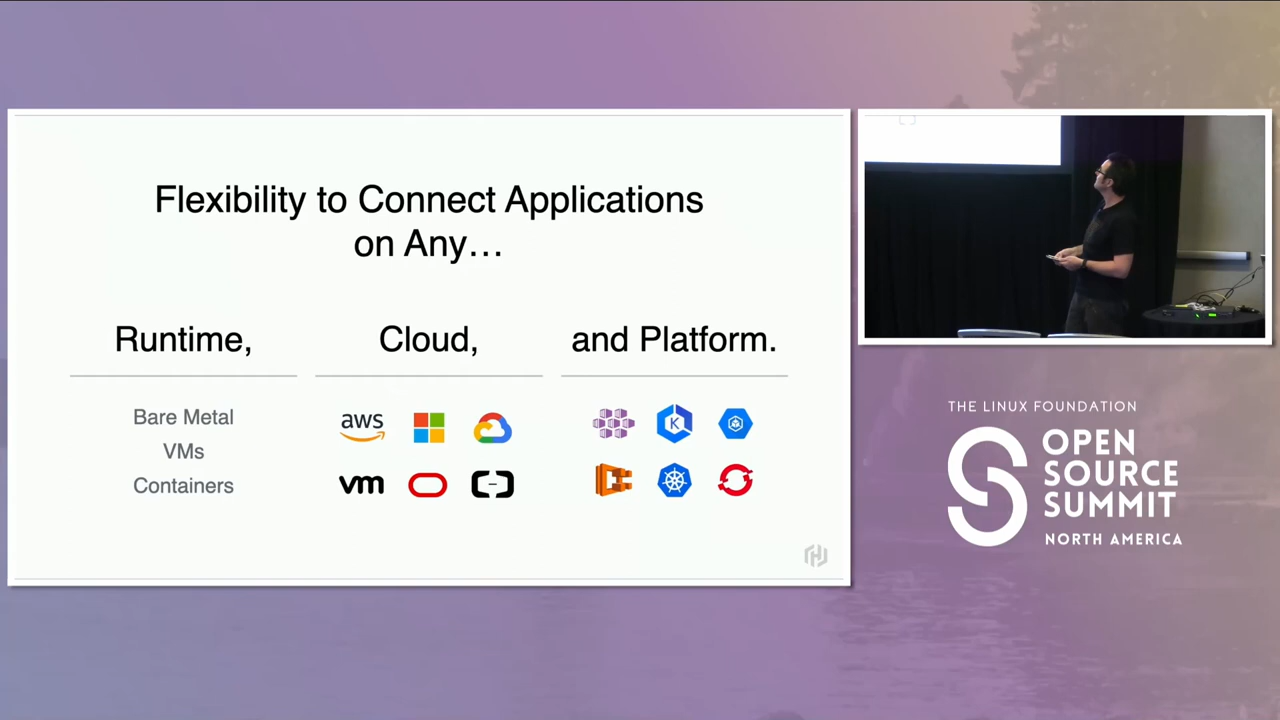 Flexibility to Connect Applications
on Any…
Runtime,
Cloud,
and Platform.
Bare Metal
VMs
Containers
aws
vm
K
THE LINUX FOUNDATION
OPEN
SOURCE
SUMMIT
NORTH AMERICA